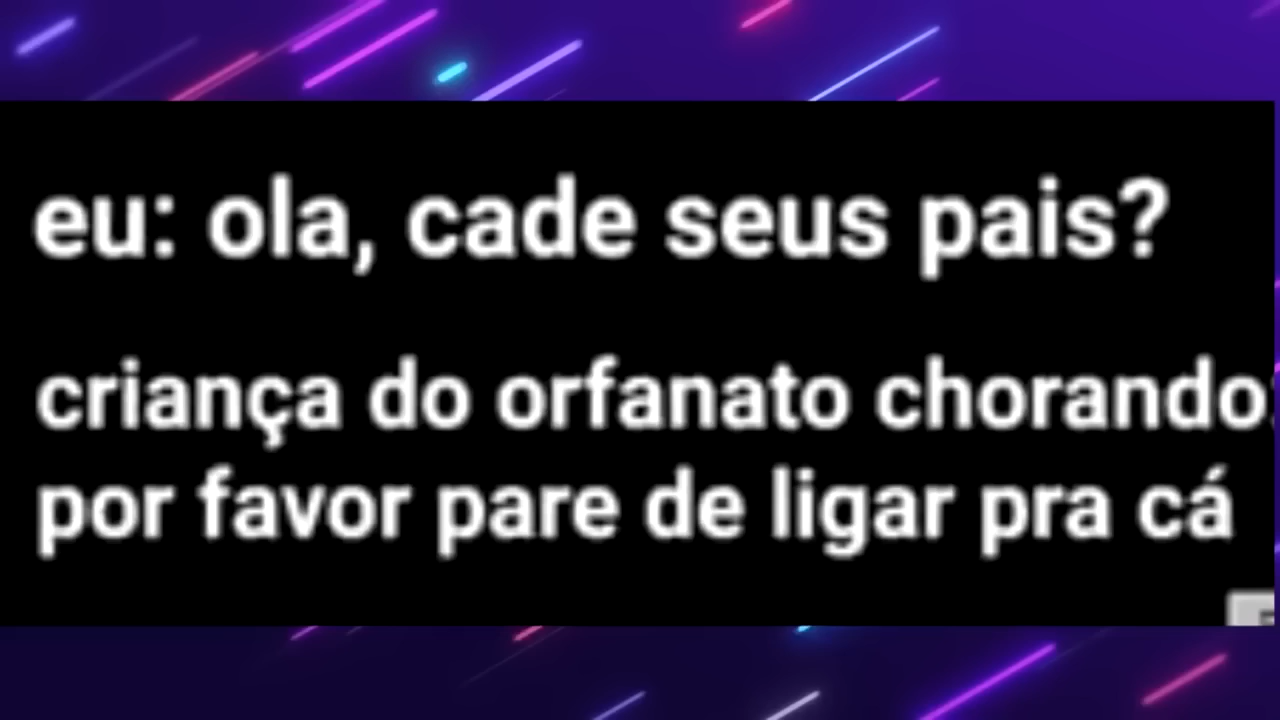 eu: ola, cade seus pais?
criança do orfanato chorando:
por favor pare de ligar pra cá